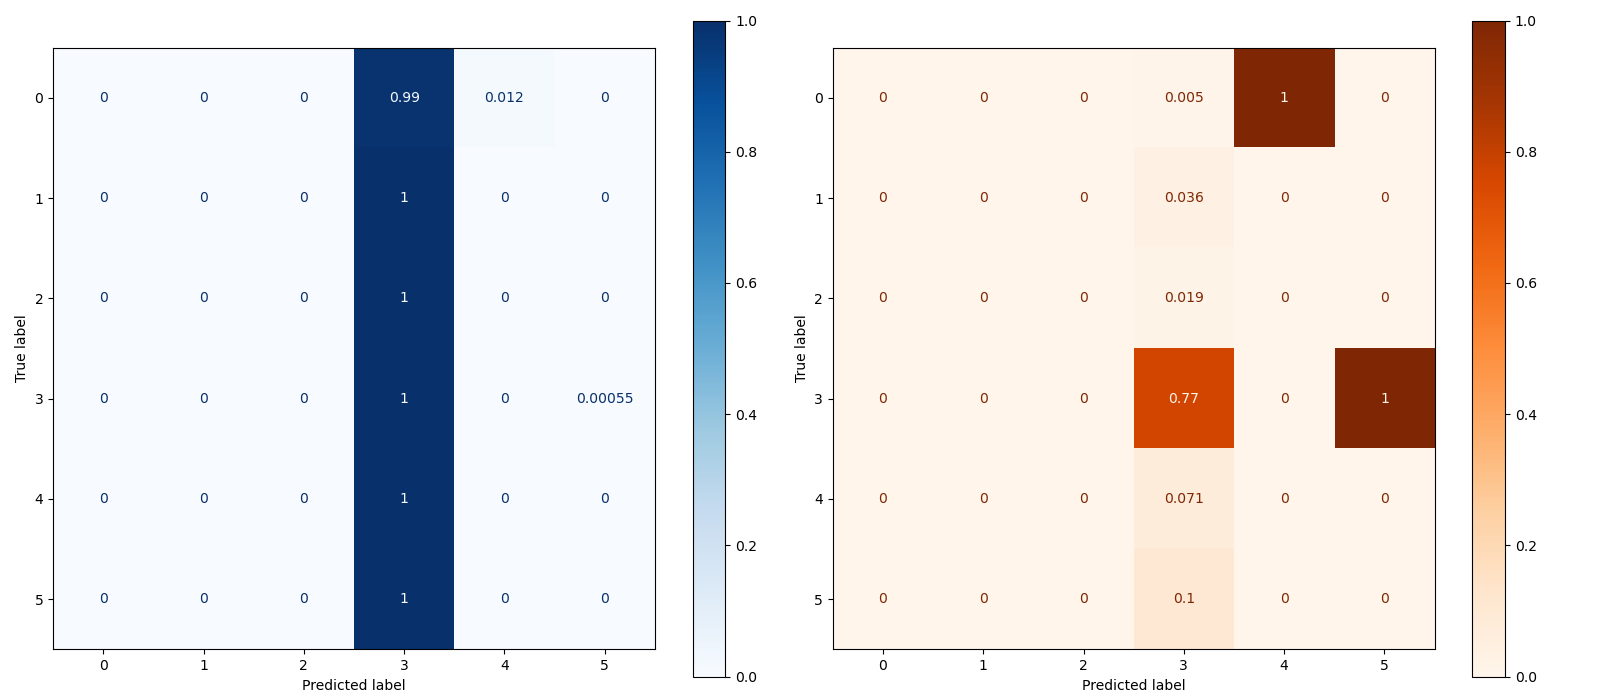 1.0
0 0 0 0 0.99 0.012 0
1 0 0 0 1 0 0
0.8
2 0 0 0 1 0 0
0.6
3 0 0 0 1 0 0.00055
0.4
4 0 0 0 1 0 0
0.2
5 0 0 0 1 0 0
0.0
0 1 2 3 4 5
True label
Predicted label
1.0
0 0 0 0 0.005 1 0
1 0 0 0 0.036 0 0
0.8
2 0 0 0 0.019 0 0
0.6
3 0 0 0 0.77 0 1
0.4
4 0 0 0 0.071 0 0
0.2
5 0 0 0 0.1 0 0
0.0
0 1 2 3 4 5
True label
Predicted label